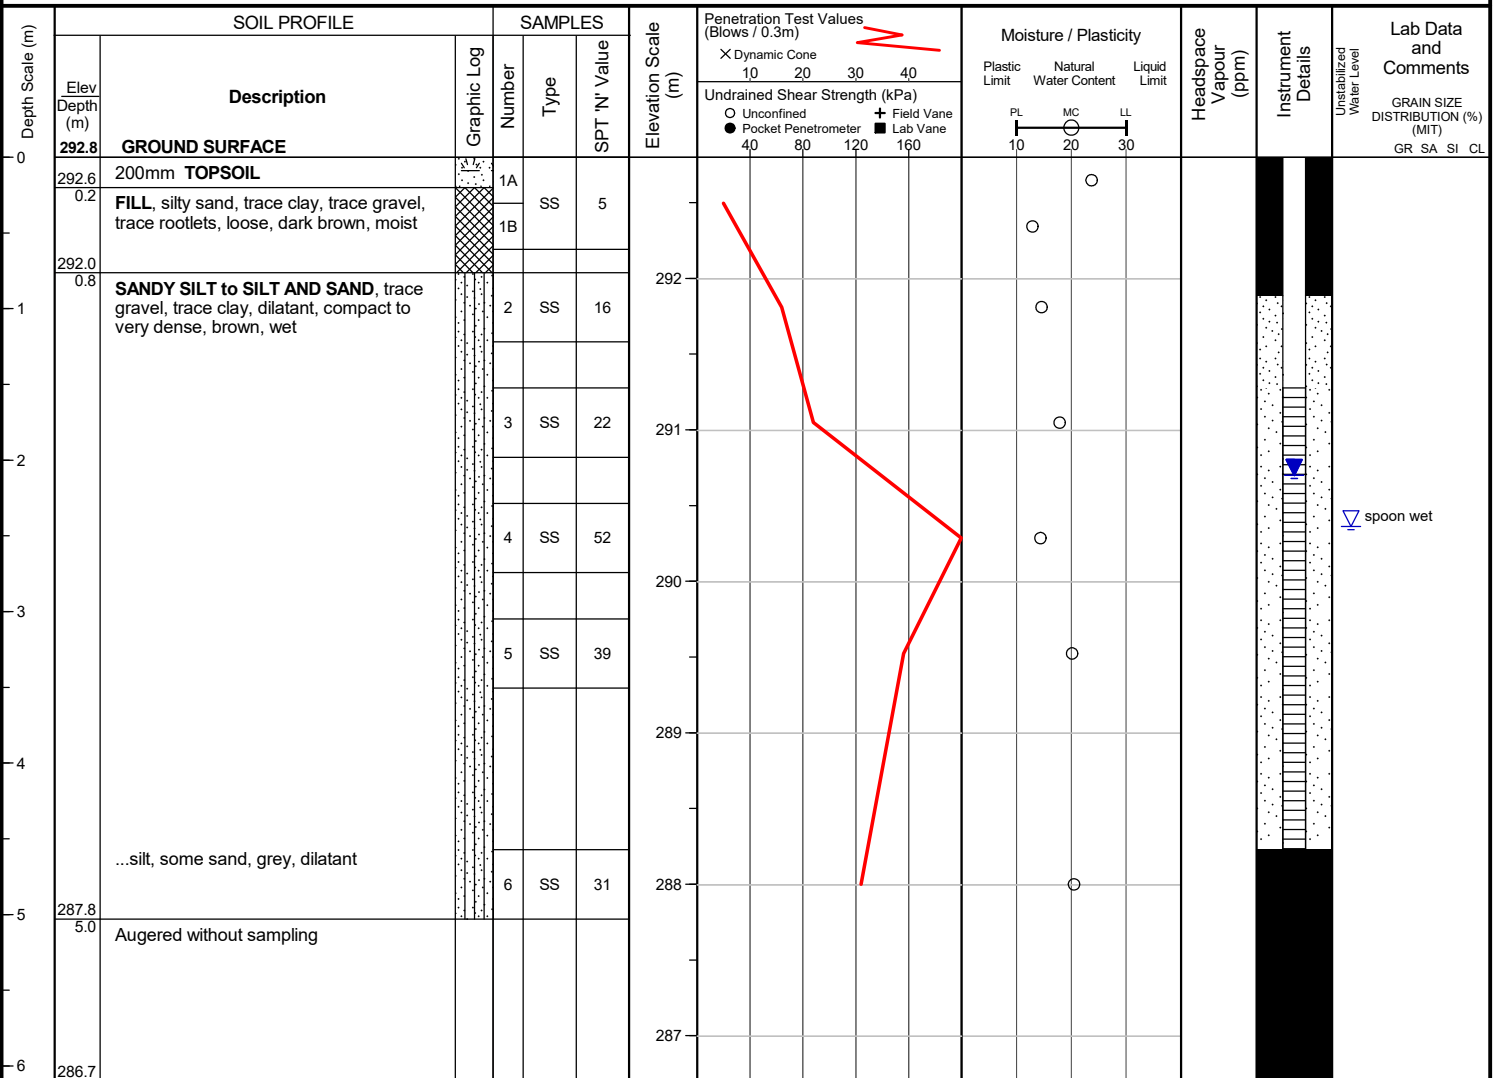 SOIL PROFILE
SAMPLES
Depth Scale (m)
Elev
Depth
(m)
292.8
Description
GROUND SURFACE
Graphic Log
Number
Type
SPT 'N' Value
Elevation Scale
(m)
Penetration Test Values
(Blows / 0.3m)
Dynamic Cone
10 20 30 40
Undrained Shear Strength (kPa)
Unconfined
Field Vane
Pocket Penetrometer
Lab Vane
40 80 120 160
Moisture / Plasticity
Plastic
Limit
Natural
Water Content
Liquid
Limit
PL MC LL
10 20 30
Headspace
Vapour
(ppm)
Instrument
Details
Unstabilized
Water Level
Lab Data
and
Comments
GRAIN SIZE
DISTRIBUTION (%)
(MIT)
GR SA SI CL
0
200mm TOPSOIL
292.6
0.2
FILL, silty sand, trace clay, trace gravel,
trace rootlets, loose, dark brown, moist
1A
SS
5
1B
292.0
0.8
SANDY SILT to SILT AND SAND, trace
gravel, trace clay, dilatant, compact to
very dense, brown, wet
292
1
2 SS 16
3 SS 22
291
2
spoon wet
4 SS 52
290
3
5 SS 39
289
4
...silt, some sand, grey, dilatant
6 SS 31
288
287.8
5
5.0
Augered without sampling
287
6
286.7